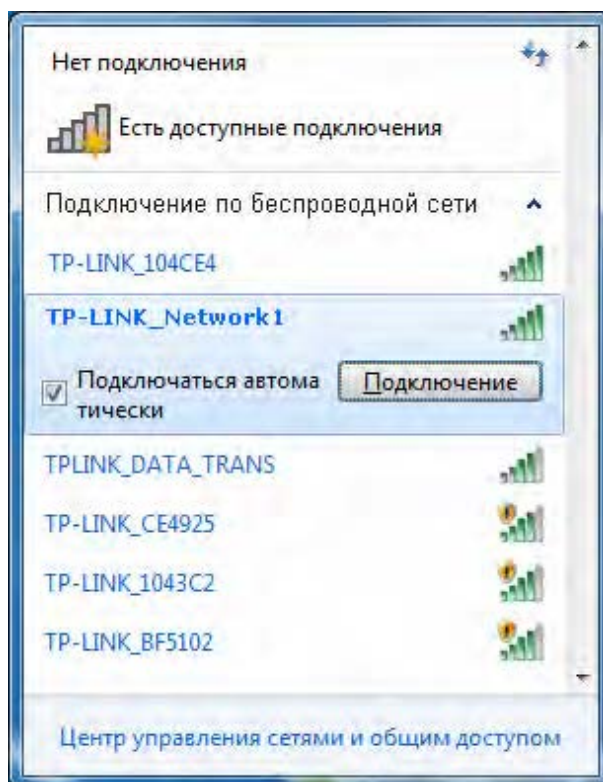 Нет подключения
Есть доступные подключения
Подключение по беспроводной сети
TP-LINK_104CE4
TP-LINK_Network1
Подключаться автома
тически
Подключение
TPLINK_DATA_TRANS
TP-LINK_CE4925
TP-LINK_1043C2
TP-LINK_BF5102
Центр управления сетями и общим доступом